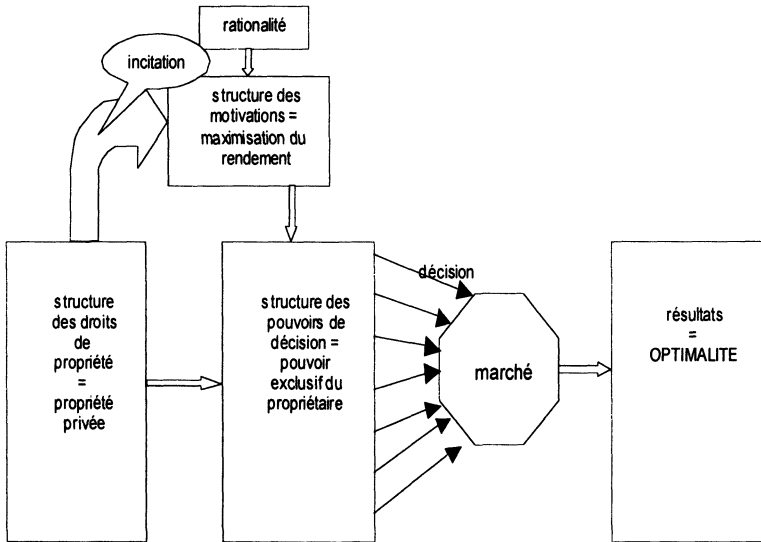 rationalité
incitation
structure des
motivations =
maximisation du
rendement
structure
des droits
de
propriété
=
propriété
privée
structure des
pouvoirs de
décision =
pouvoir
exclusif du
propriétaire
décision
marché
résultats
=
OPTIMALITE